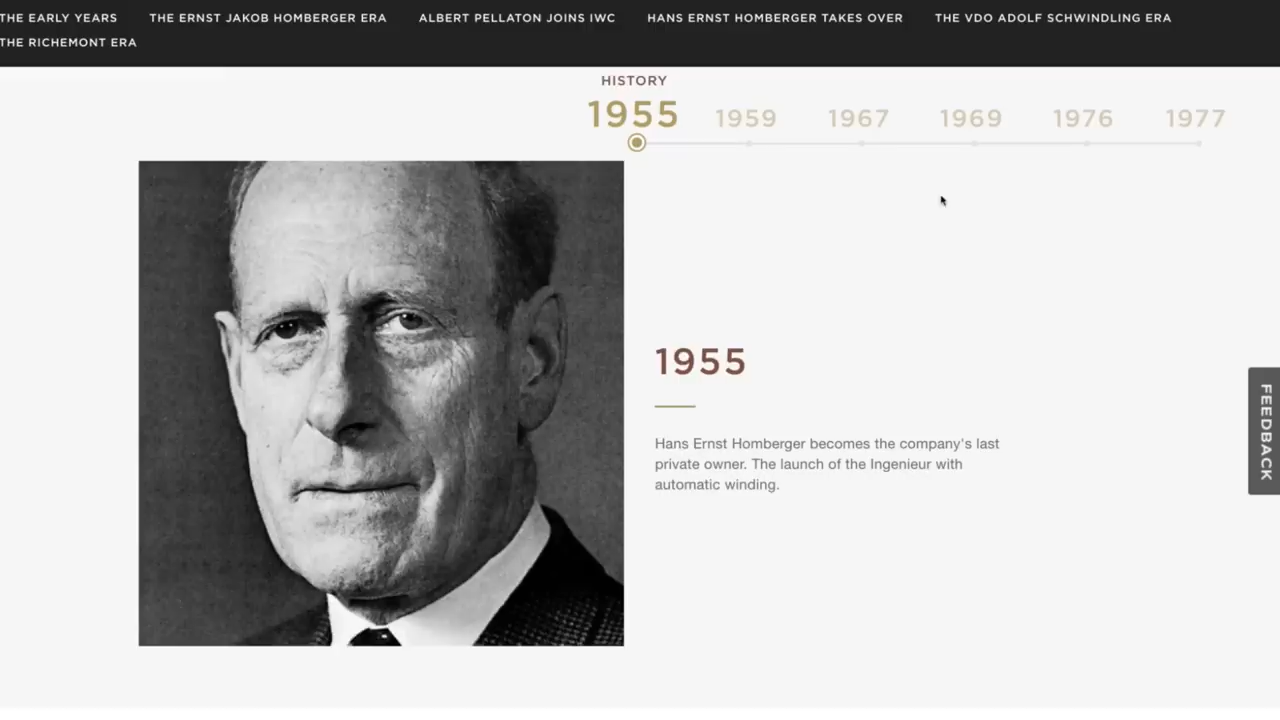 THE EARLY YEARS THE ERNST JAKOB HOMBERGER ERA ALBERT PELLATON JOINS IWC HANS ERNST HOMBERGER TAKES OVER THE VDO ADOLF SCHWINDLING ERA
THE RICHEMONT ERA
HISTORY
1955 1959 1967 1969 1976 1977
1955
Hans Ernst Homberger becomes the company's last
private owner. The launch of the Ingenieur with
automatic winding.
FEEDBACK